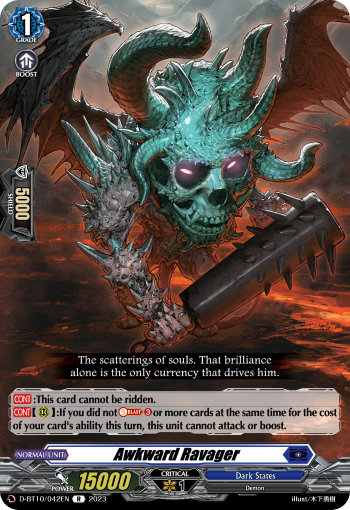 1
GRADE
BOOST
5000
SHIELD
The scatterings of souls. That brilliance
alone is the only currency that drives him.
CONT:This card cannot be ridden.
CONT【R】:If you did not S BLAST 3 or more cards at the same time for the cost
of your card's ability this turn, this unit cannot attack or boost.
NORMAL UNIT
Awkward Ravager
Dark States
Demon
POWER 15000
CRITICAL
1
D-BT10/042EN R 2023
illust/木下勇樹